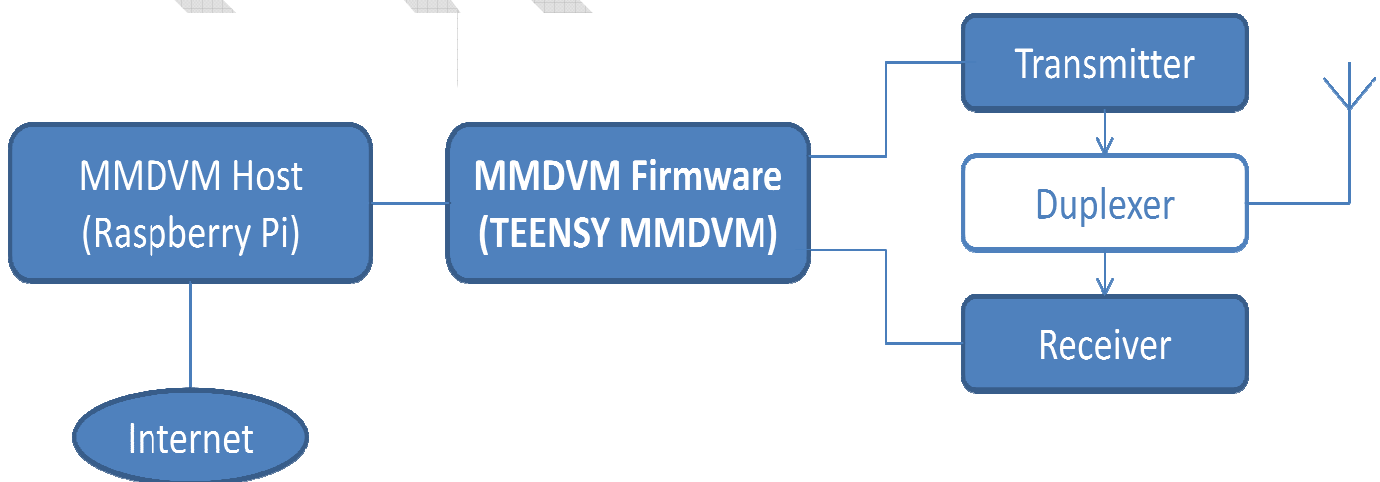 MMDVM Host
(Raspberry Pi)
MMDVM Firmware
(TEENSY MMDVM)
Transmitter
Duplexer
Receiver
Internet